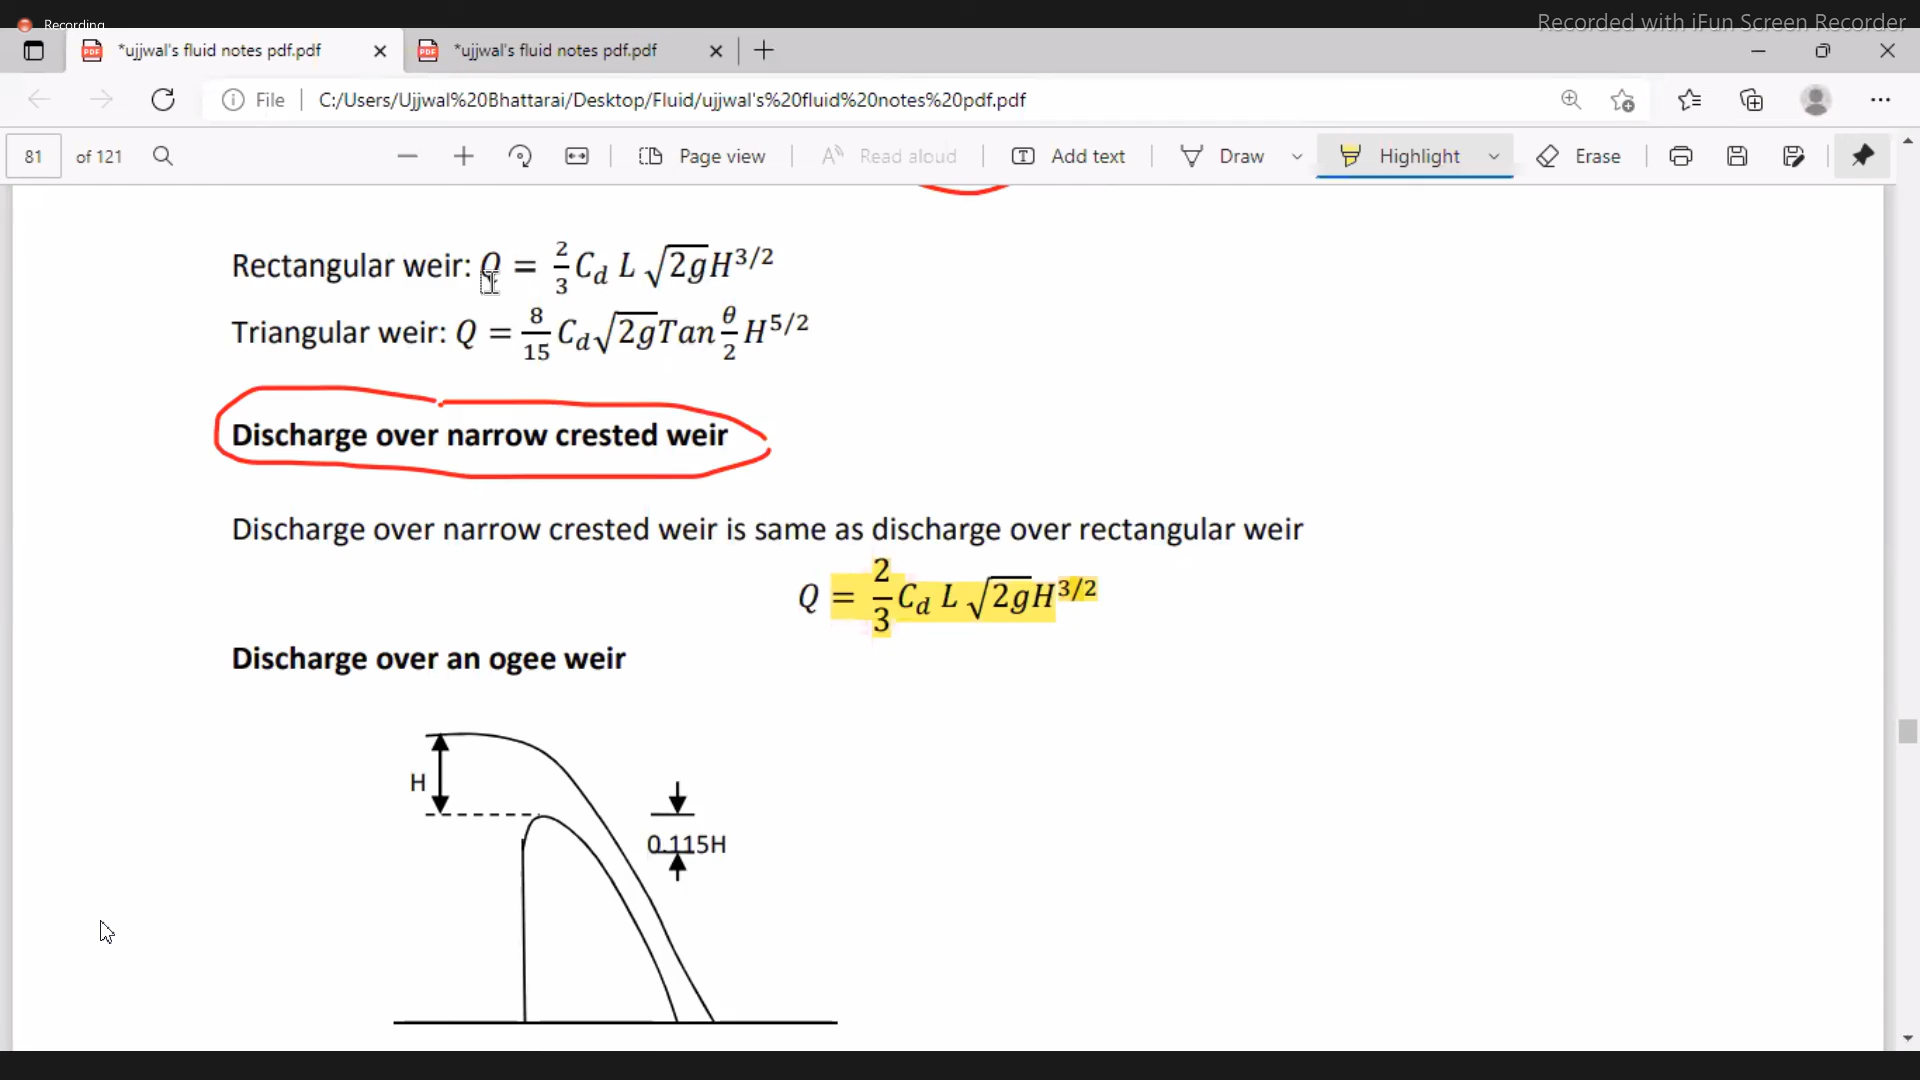 Recording
Recorded with iFun Screen Recorder
*ujjwal's fluid notes pdf.pdf
*ujjwal's fluid notes pdf.pdf
File
C:/Users/Ujjwal%20Bhattarai/Desktop/Fluid/ujjwal's%20fluid%20notes%20pdf.pdf
81 of 121
Page view
Read aloud
Add text
Draw
Highlight
Erase
Rectangular weir: Q = 2/3 C_d L √2g H^3/2
Triangular weir: Q = 8/15 C_d √2g Tan θ/2 H^5/2
Discharge over narrow crested weir
Discharge over narrow crested weir is same as discharge over rectangular weir
Q = 2/3 C_d L √2g H^3/2
Discharge over an ogee weir
H
0.115H